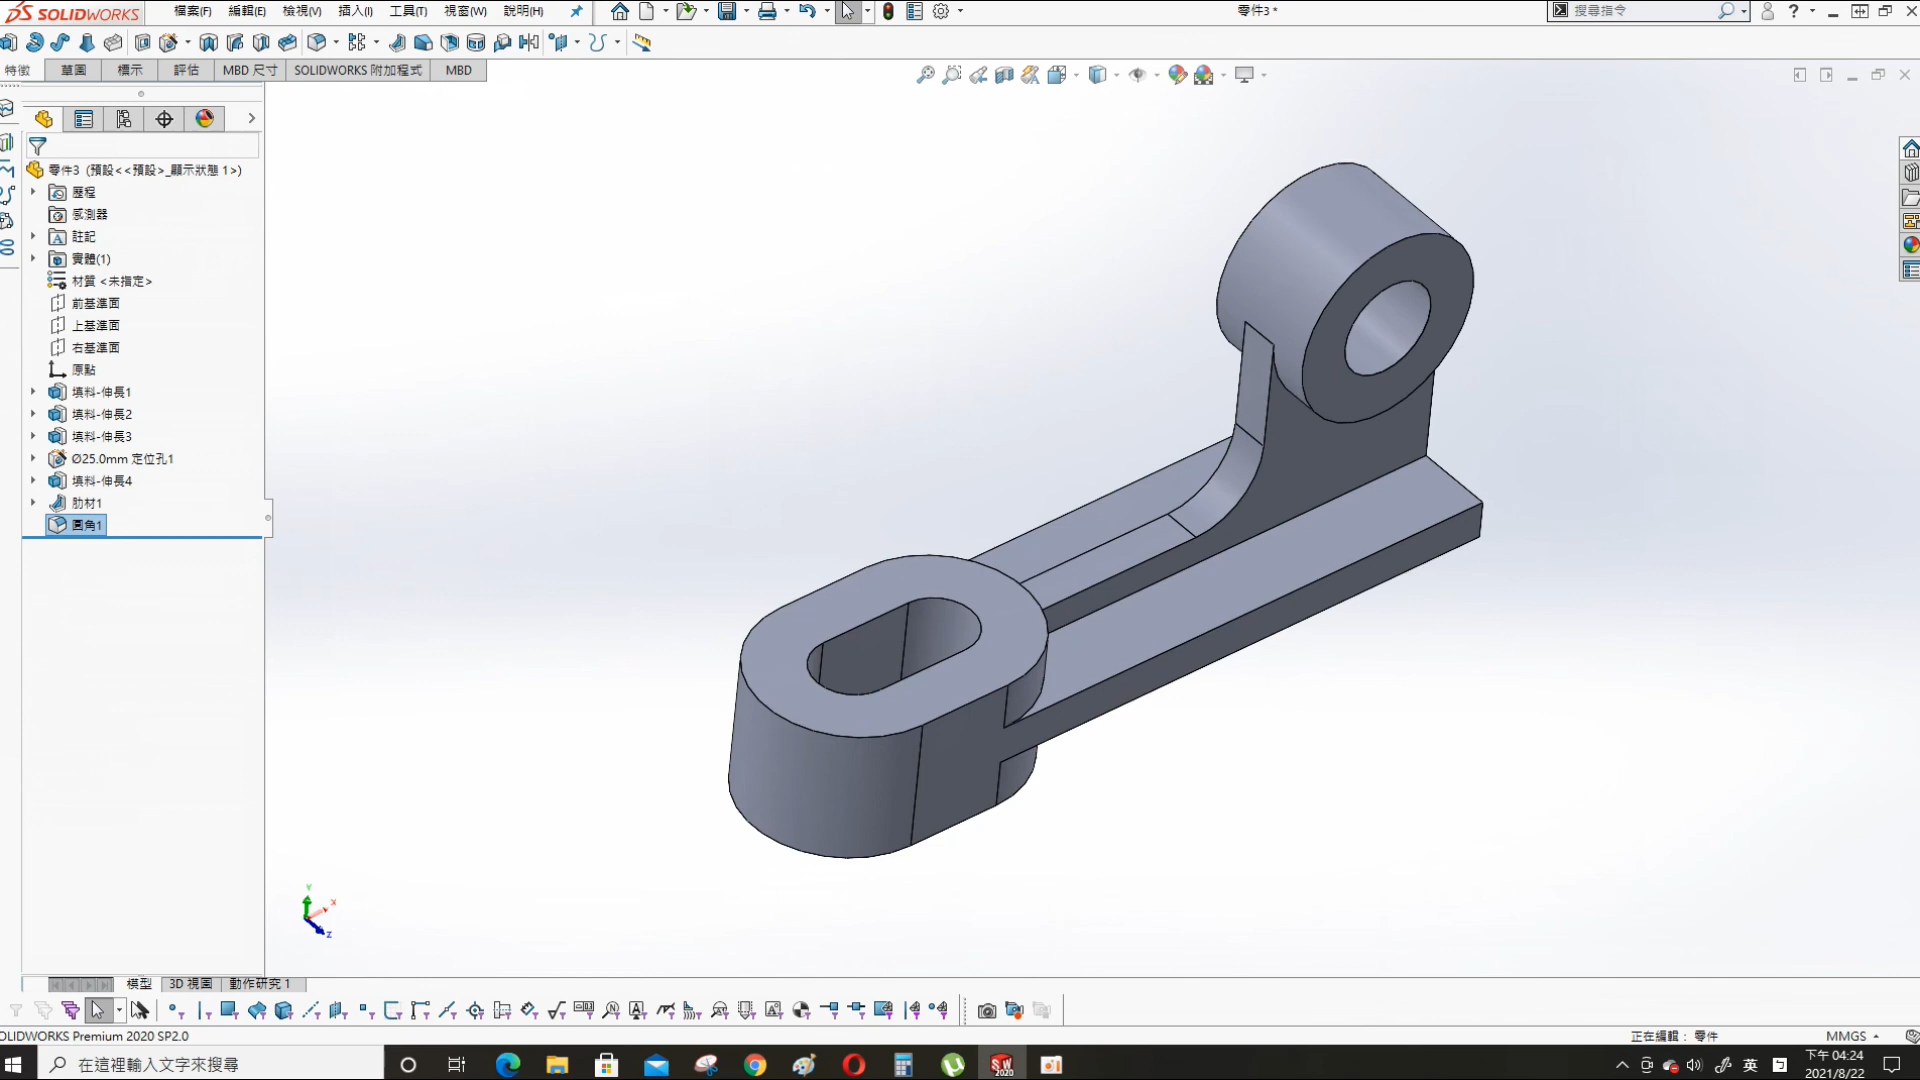 SOLIDWORKS
檔案(F) 編輯(E) 檢視(V) 插入(I) 工具(T) 視窗(W) 說明(H)
零件3 *
搜尋指令
特徵 草圖 標示 評估 MBD 尺寸 SOLIDWORKS 附加程式 MBD
零件3 (預設<<預設>_顯示狀態 1>)
歷程
感測器
註記
實體(1)
材質 <未指定>
前基準面
上基準面
右基準面
原點
填料-伸長1
填料-伸長2
填料-伸長3
Ø25.0mm 定位孔1
填料-伸長4
肋材1
圓角1
Y
X
Z
模型 3D 視圖 動作研究 1
OLIDWORKS Premium 2020 SP2.0
正在編輯: 零件
MMGS
在這裡輸入文字來搜尋
SW
2020
英
下午 04:24
2021/8/22